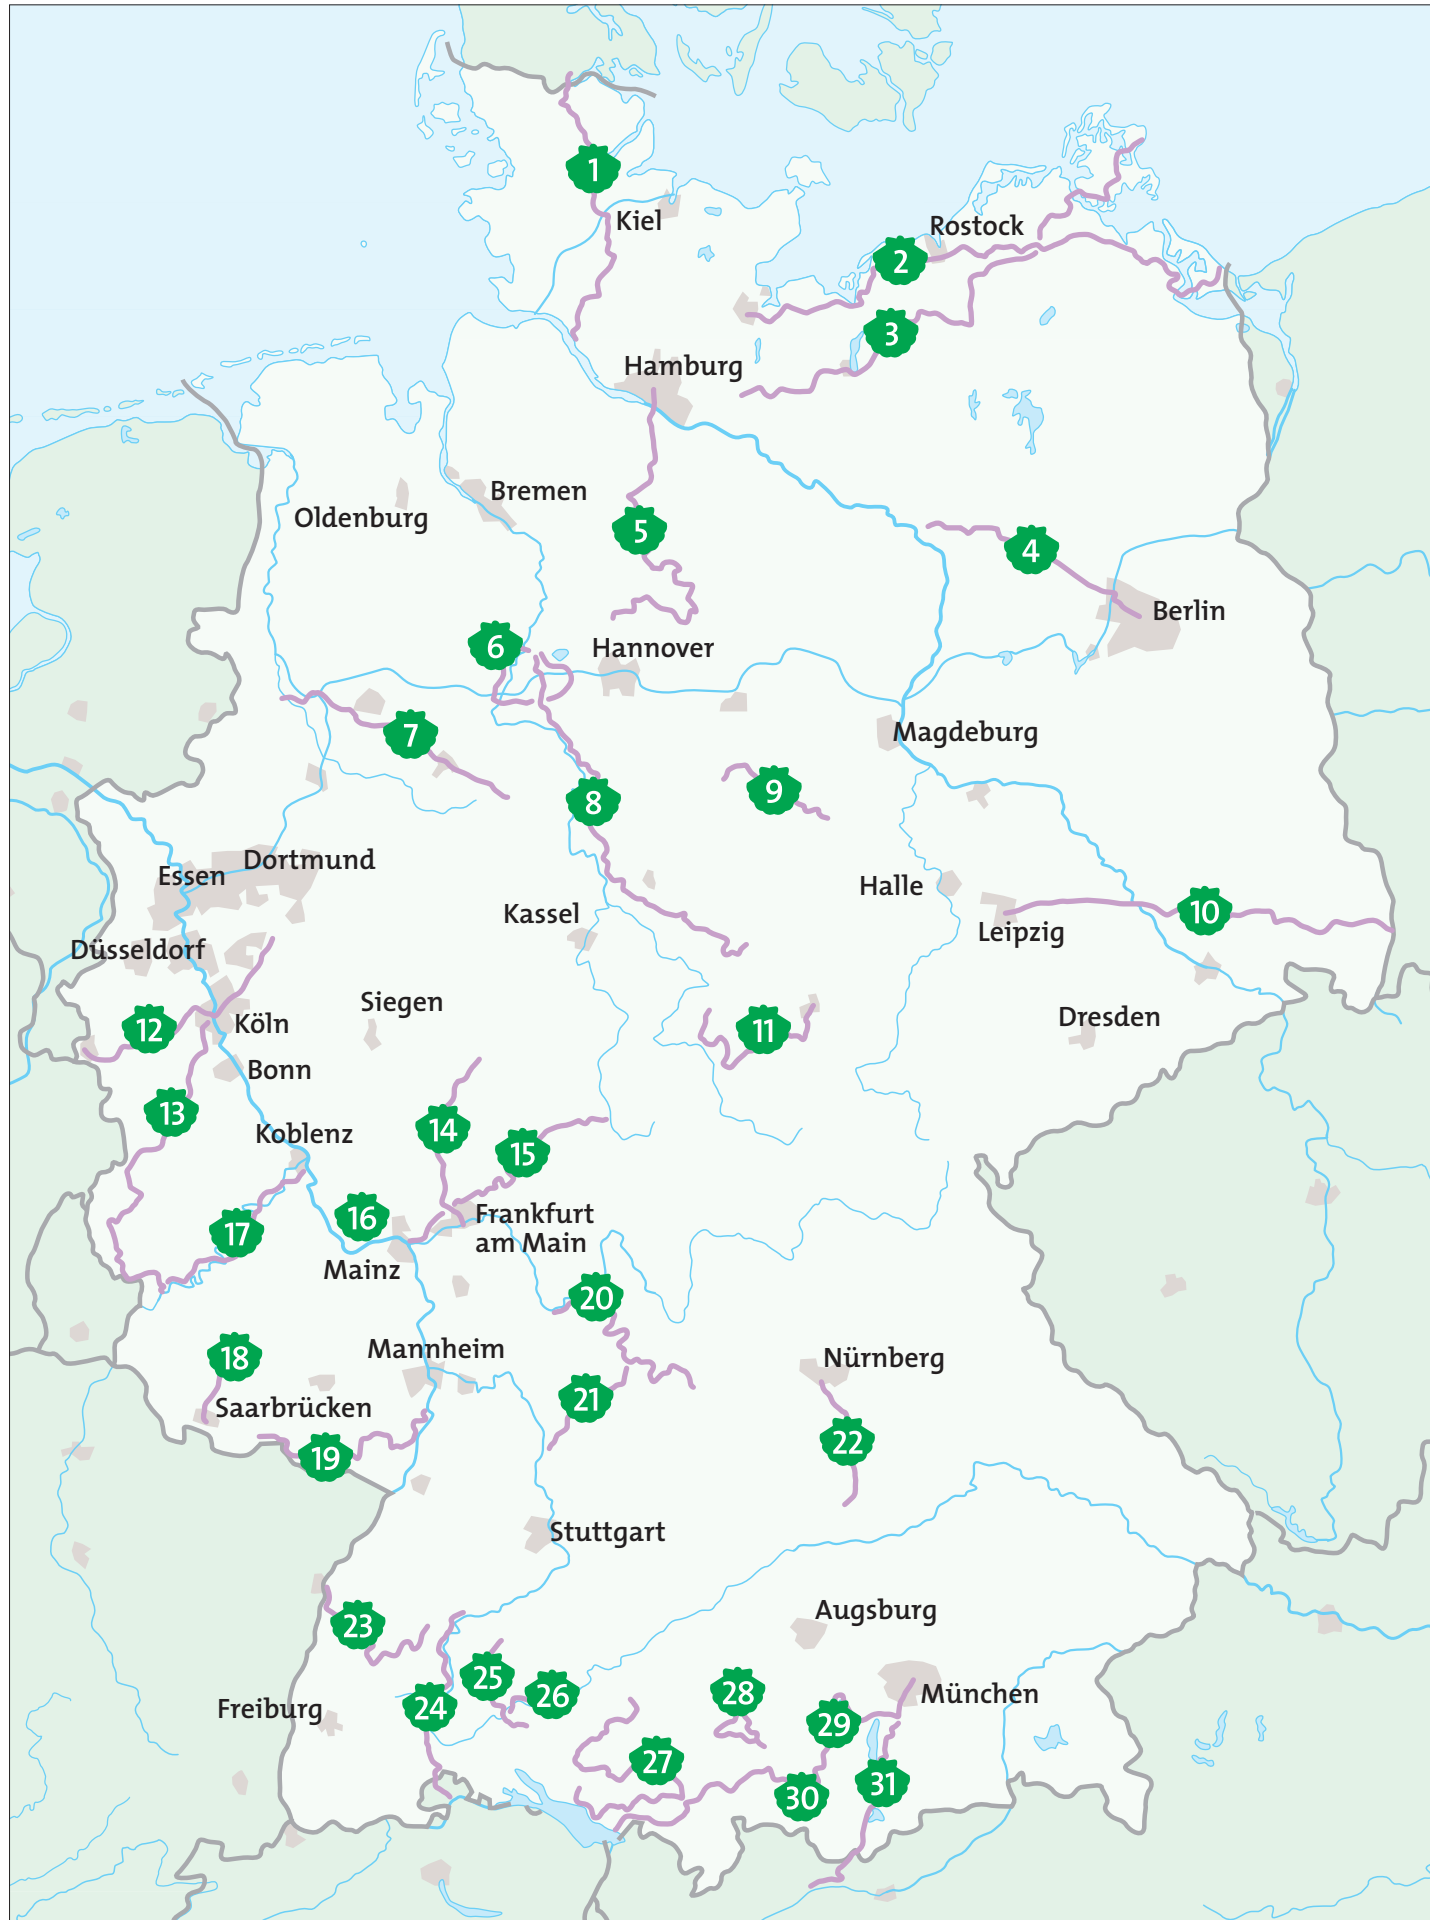 1
Kiel
Rostock
2
3
Hamburg
Bremen
Oldenburg
5
4
Berlin
6
Hannover
7
Magdeburg
9
8
Dortmund
Essen
Halle
Kassel
10
Leipzig
Düsseldorf
Siegen
12
Köln
11
Dresden
Bonn
13
14
Koblenz
15
16
17
Frankfurt
am Main
Mainz
20
18
Mannheim
Nürnberg
21
Saarbrücken
22
19
Stuttgart
Augsburg
23
25
26
28
München
24
Freiburg
29
27
31
30